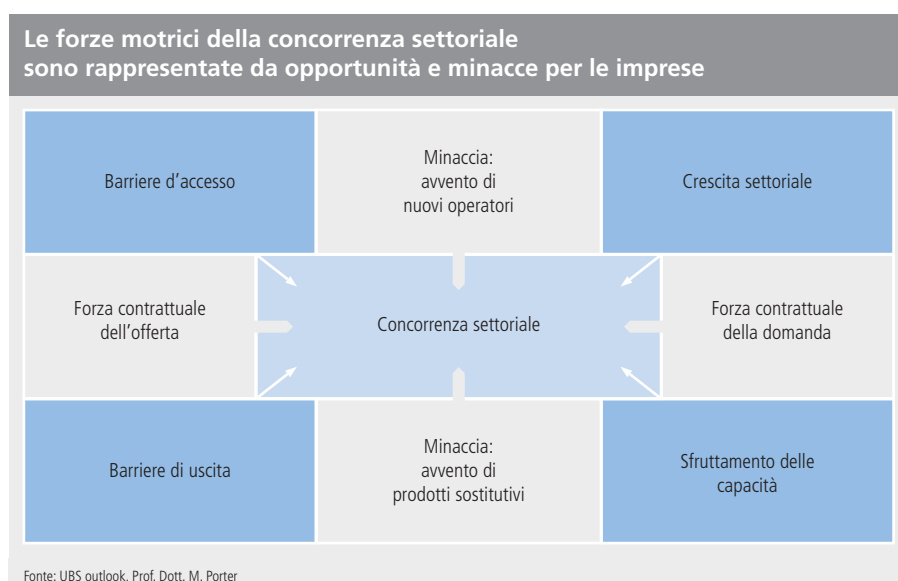 Le forze motrici della concorrenza settoriale
sono rappresentate da opportunità e minacce per le imprese
Barriere d’accesso
Minaccia:
avvento di
nuovi operatori
Crescita settoriale
Forza contrattuale
dell’offerta
Concorrenza settoriale
Forza contrattuale
della domanda
Barriere di uscita
Minaccia:
avvento di
prodotti sostitutivi
Sfruttamento delle
capacità
Fonte: UBS outlook, Prof. Dott. M. Porter